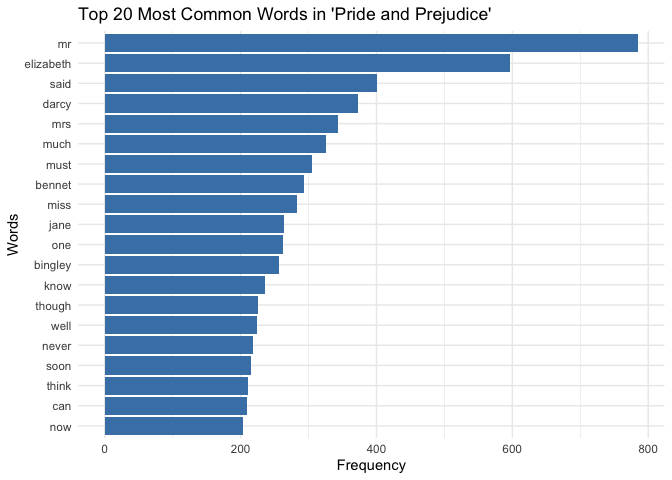 Top 20 Most Common Words in 'Pride and Prejudice'
Words
mr
elizabeth
said
darcy
mrs
much
must
bennet
miss
jane
one
bingley
know
though
well
never
soon
think
can
now
0 200 400 600 800
Frequency